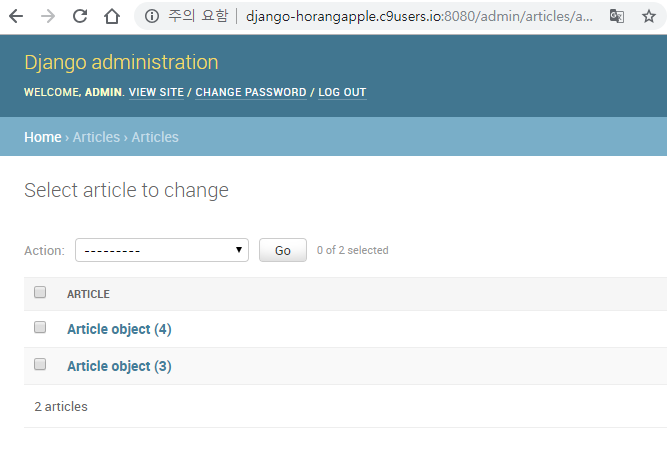 주의 요함 | django-horangapple.c9users.io:8080/admin/articles/a...
Django administration
WELCOME, ADMIN. VIEW SITE / CHANGE PASSWORD / LOG OUT
Home › Articles › Articles
Select article to change
Action: --------- Go 0 of 2 selected
ARTICLE
Article object (4)
Article object (3)
2 articles